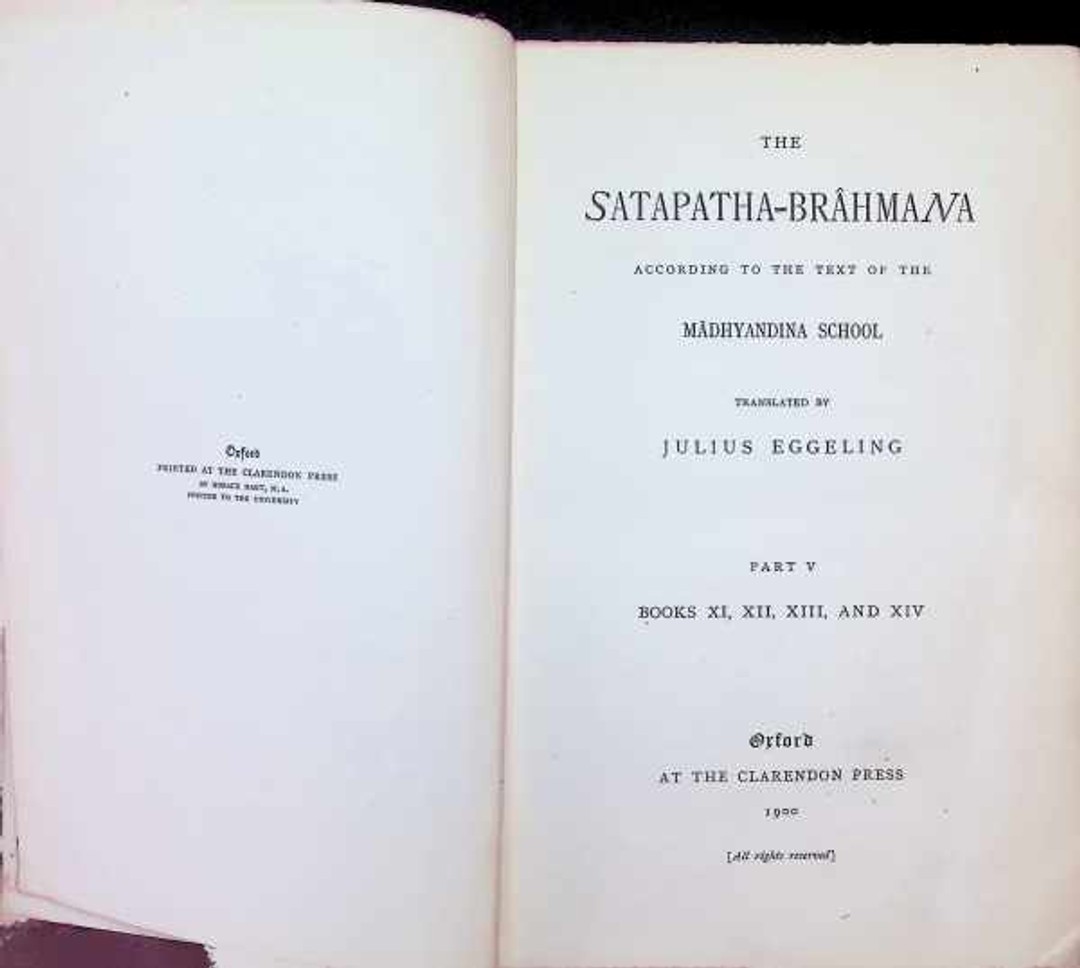 Oxford
PRINTED AT THE CLARENDON PRESS
BY HORACE HART, M.A.
PRINTER TO THE UNIVERSITY
THE
SATAPATHA-BRÂHMANA
ACCORDING TO THE TEXT OF THE
MÂDHYANDINA SCHOOL
TRANSLATED BY
JULIUS EGGELING
PART V
BOOKS XI, XII, XIII, AND XIV
Oxford
AT THE CLARENDON PRESS
1900
[All rights reserved]